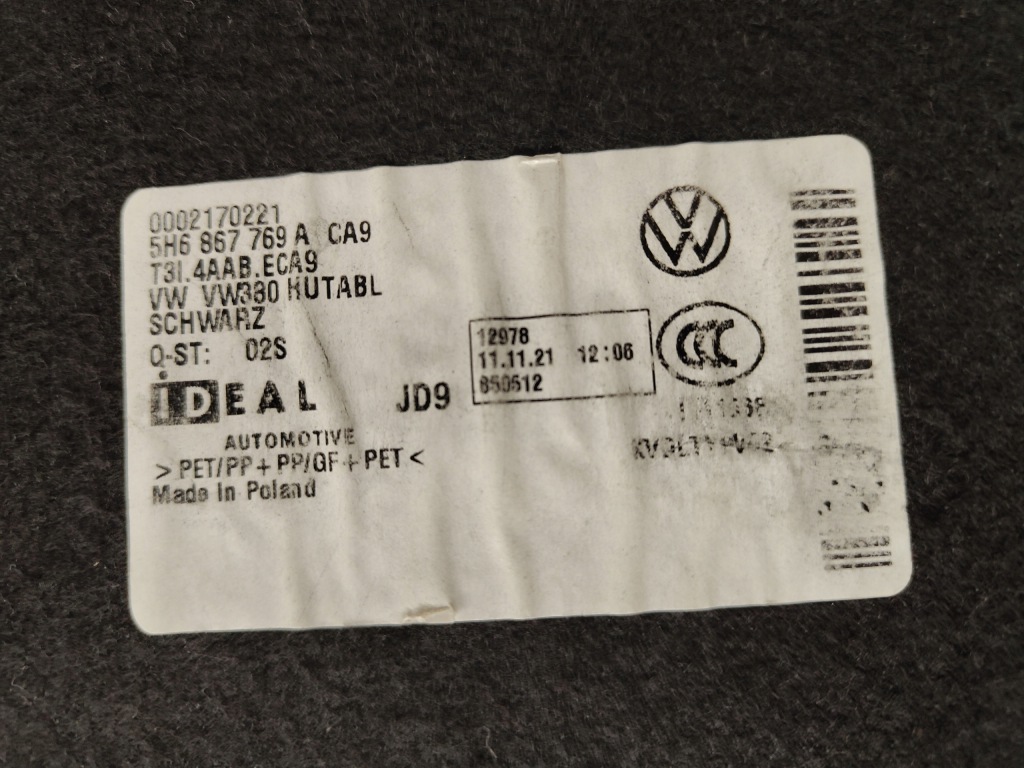 0002170221
5H6 867 769 A CA9
T3I.4AAB.ECA9
VW VW380 HUTABL
SCHWARZ
Q-ST: 02S
iDEAL
AUTOMOTIVE
JD9
12978
11.11.21 12:06
850512
CCC
> PET/PP + PP/GF + PET <
Made In Poland